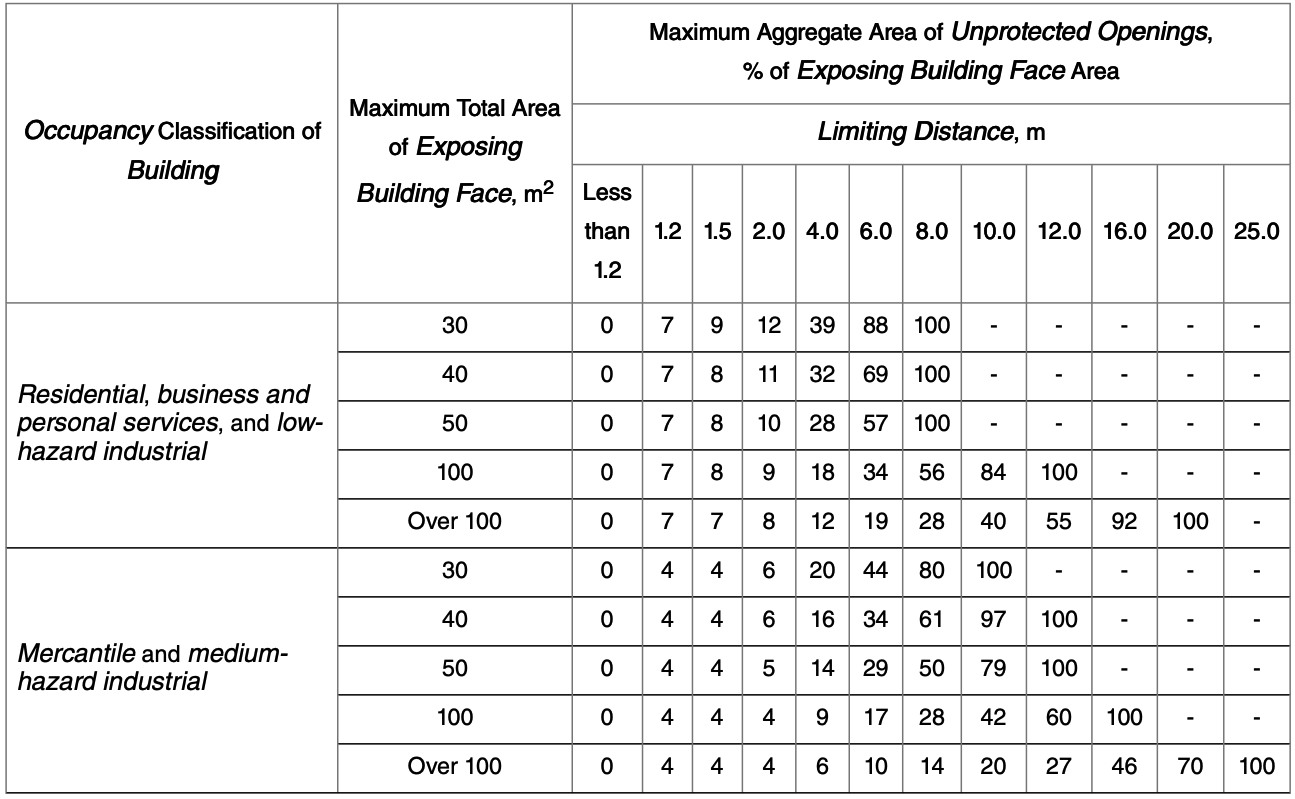 Occupancy Classification of
Building
Maximum Total Area
of Exposing
Building Face, m2
Maximum Aggregate Area of Unprotected Openings,
% of Exposing Building Face Area
Limiting Distance, m
Less
than
1.2
1.2 1.5 2.0 4.0 6.0 8.0 10.0 12.0 16.0 20.0 25.0
Residential, business and
personal services, and low-
hazard industrial
30 0 7 9 12 39 88 100 - - - - -
40 0 7 8 11 32 69 100 - - - - -
50 0 7 8 10 28 57 100 - - - - -
100 0 7 8 9 18 34 56 84 100 - - -
Over 100 0 7 7 8 12 19 28 40 55 92 100 -
Mercantile and medium-
hazard industrial
30 0 4 4 6 20 44 80 100 - - - -
40 0 4 4 6 16 34 61 97 100 - - -
50 0 4 4 5 14 29 50 79 100 - - -
100 0 4 4 4 9 17 28 42 60 100 - -
Over 100 0 4 4 4 6 10 14 20 27 46 70 100